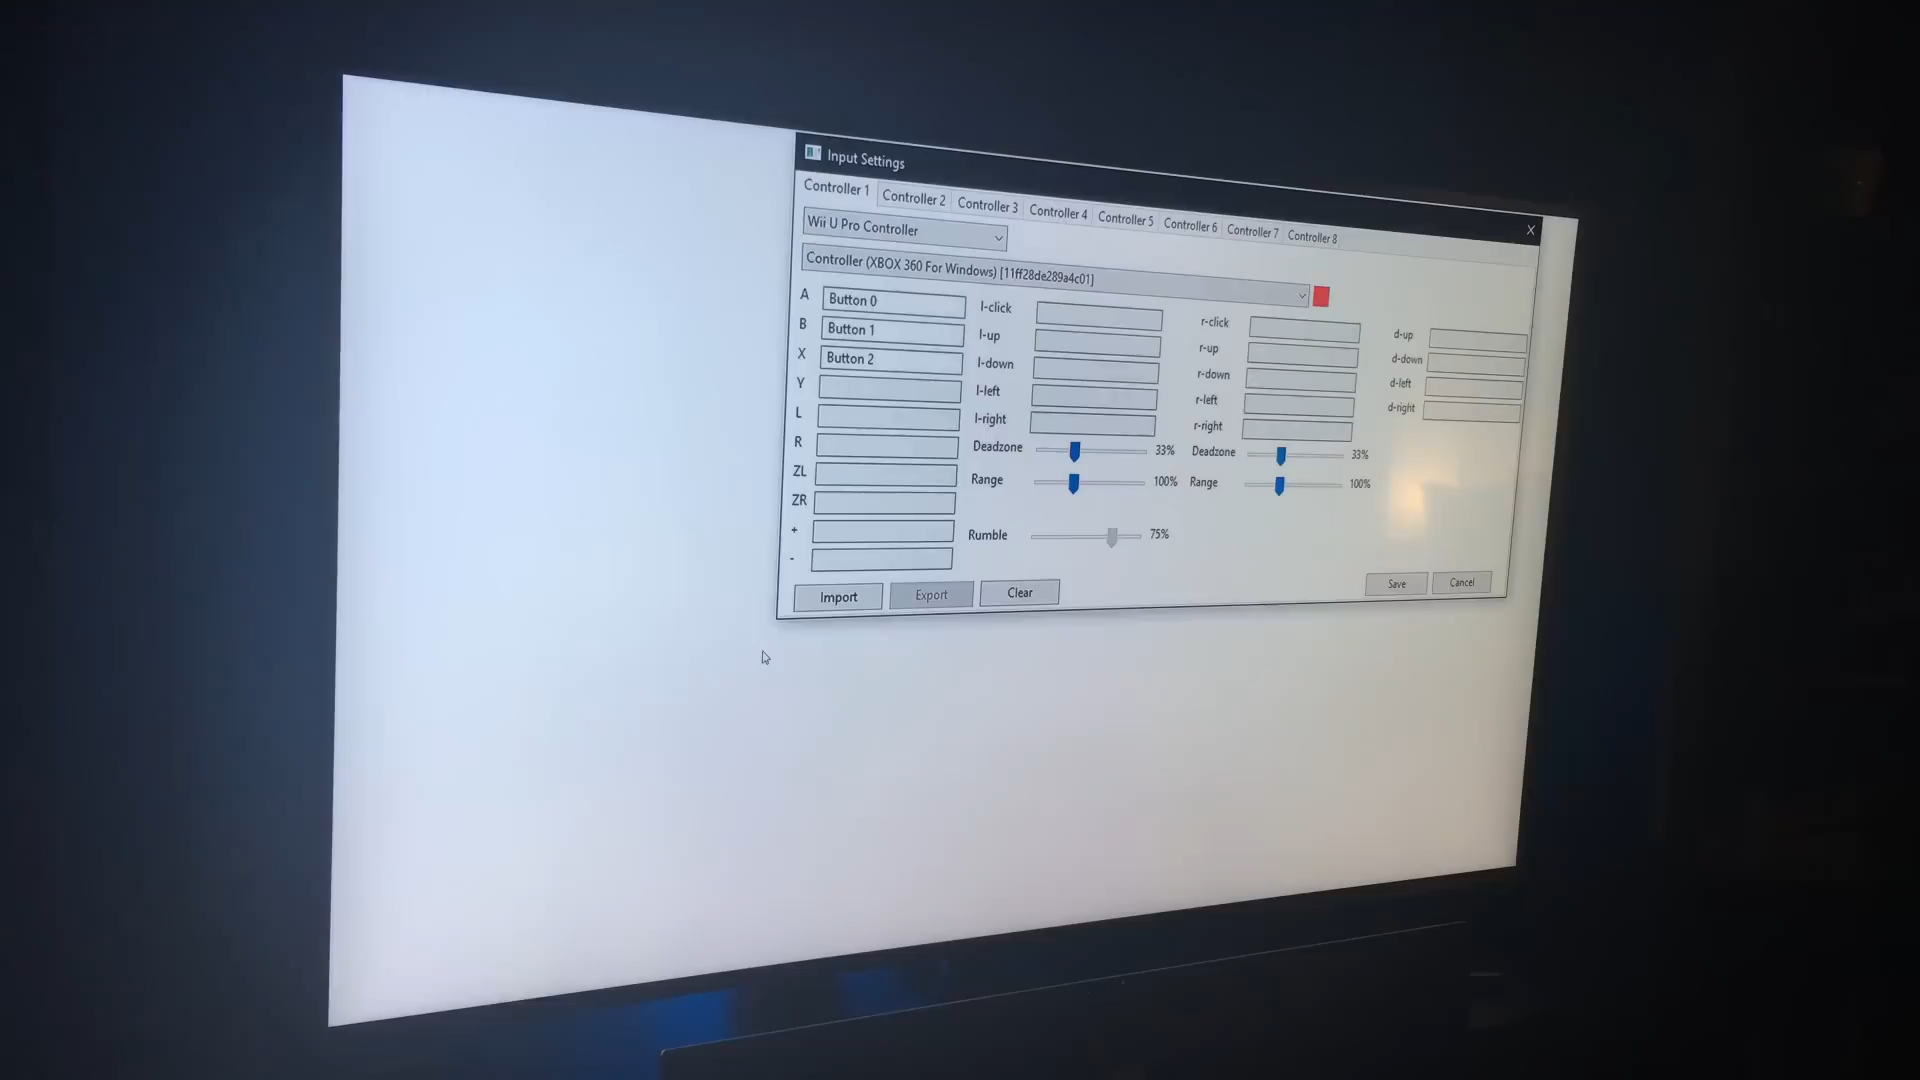 Input Settings
X
Controller 1 Controller 2 Controller 3 Controller 4 Controller 5 Controller 6 Controller 7 Controller 8
Wii U Pro Controller
Controller (XBOX 360 For Windows) [11ff28de289a4c01]
A Button 0
B Button 1
X Button 2
Y
L
R
ZL
ZR
+
-
l-click
l-up
l-down
l-left
l-right
Deadzone 33%
Range 100%
Rumble 75%
r-click
r-up
r-down
r-left
r-right
Deadzone 33%
Range 100%
d-up
d-down
d-left
d-right
Import Export Clear Save Cancel